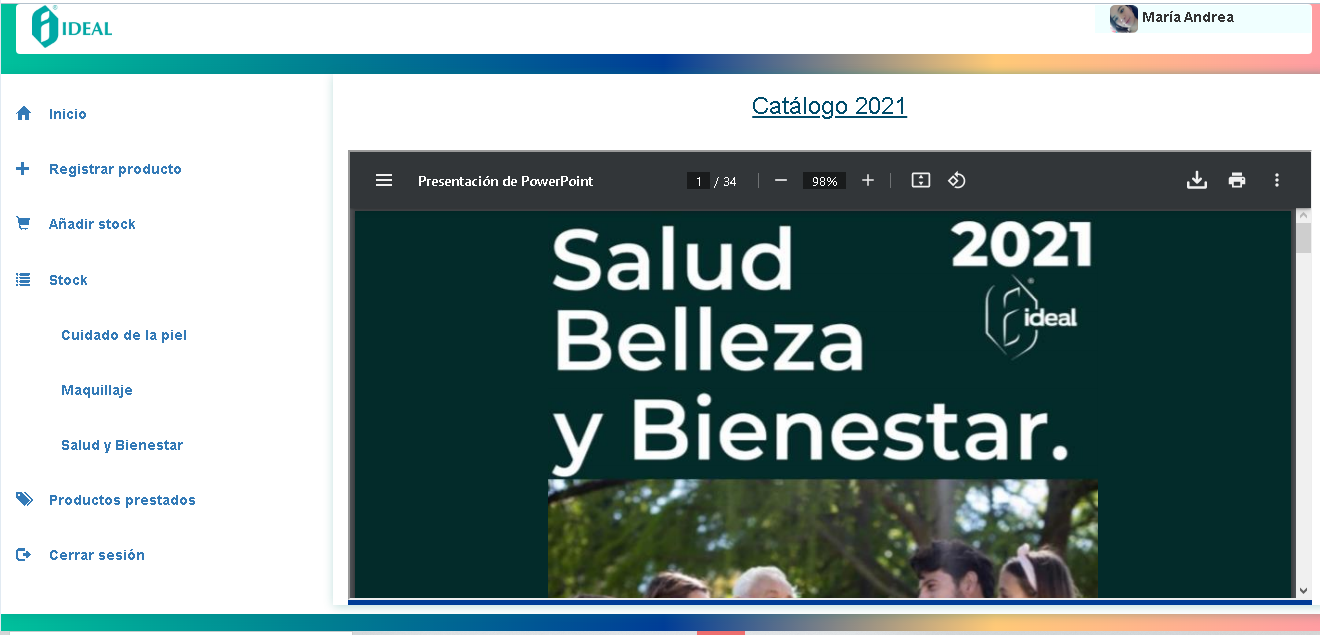 IDEAL
María Andrea
Inicio
Registrar producto
Añadir stock
Stock
Cuidado de la piel
Maquillaje
Salud y Bienestar
Productos prestados
Cerrar sesión
Catálogo 2021
Presentación de PowerPoint
1 / 34
98%
Salud
Belleza
y Bienestar.
2021
ideal